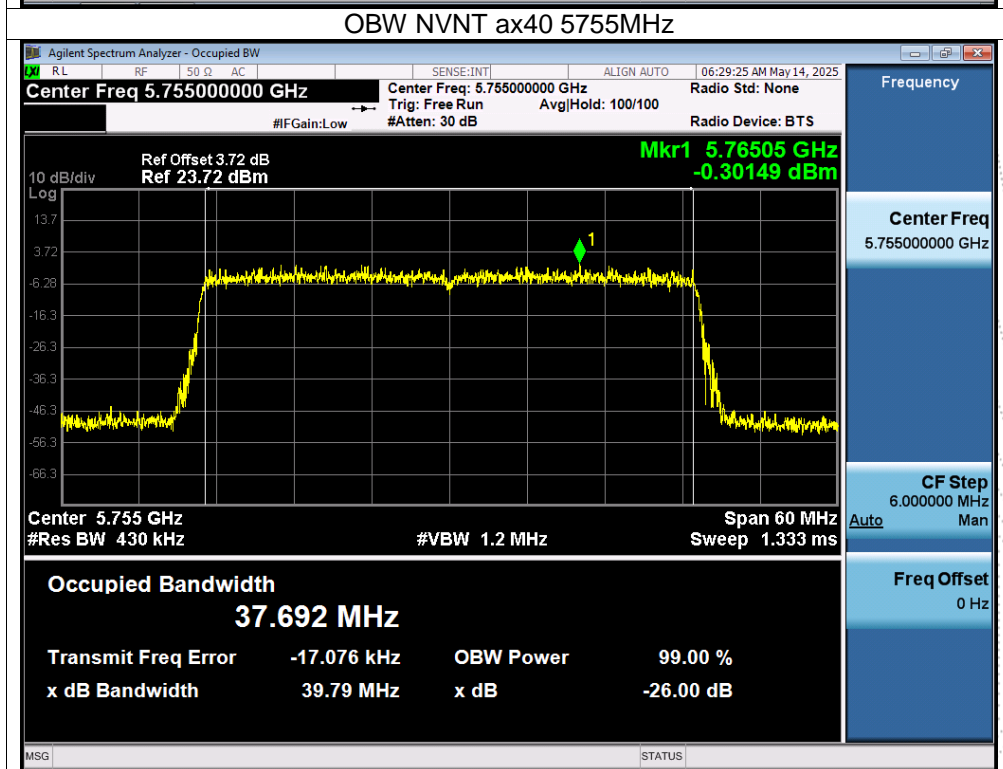 OBW NVNT ax40 5755MHz
Agilent Spectrum Analyzer - Occupied BW
LXI RL RF 50 Ω AC SENSE:INT ALIGN AUTO 06:29:25 AM May 14, 2025
Center Freq 5.755000000 GHz
Center Freq: 5.755000000 GHz
Radio Std: None
Trig: Free Run Avg|Hold: 100/100
#IFGain:Low #Atten: 30 dB Radio Device: BTS
Frequency
Mkr1 5.76505 GHz
-0.30149 dBm
Ref Offset 3.72 dB
10 dB/div Ref 23.72 dBm
Log
13.7
3.72
-6.28
-16.3
-26.3
-36.3
-46.3
-56.3
-66.3
1
Center 5.755 GHz Span 60 MHz
#Res BW 430 kHz #VBW 1.2 MHz Sweep 1.333 ms
Center Freq
5.755000000 GHz
CF Step
6.000000 MHz
Auto Man
Freq Offset
0 Hz
Occupied Bandwidth
37.692 MHz
Transmit Freq Error -17.076 kHz OBW Power 99.00 %
x dB Bandwidth 39.79 MHz x dB -26.00 dB
MSG STATUS